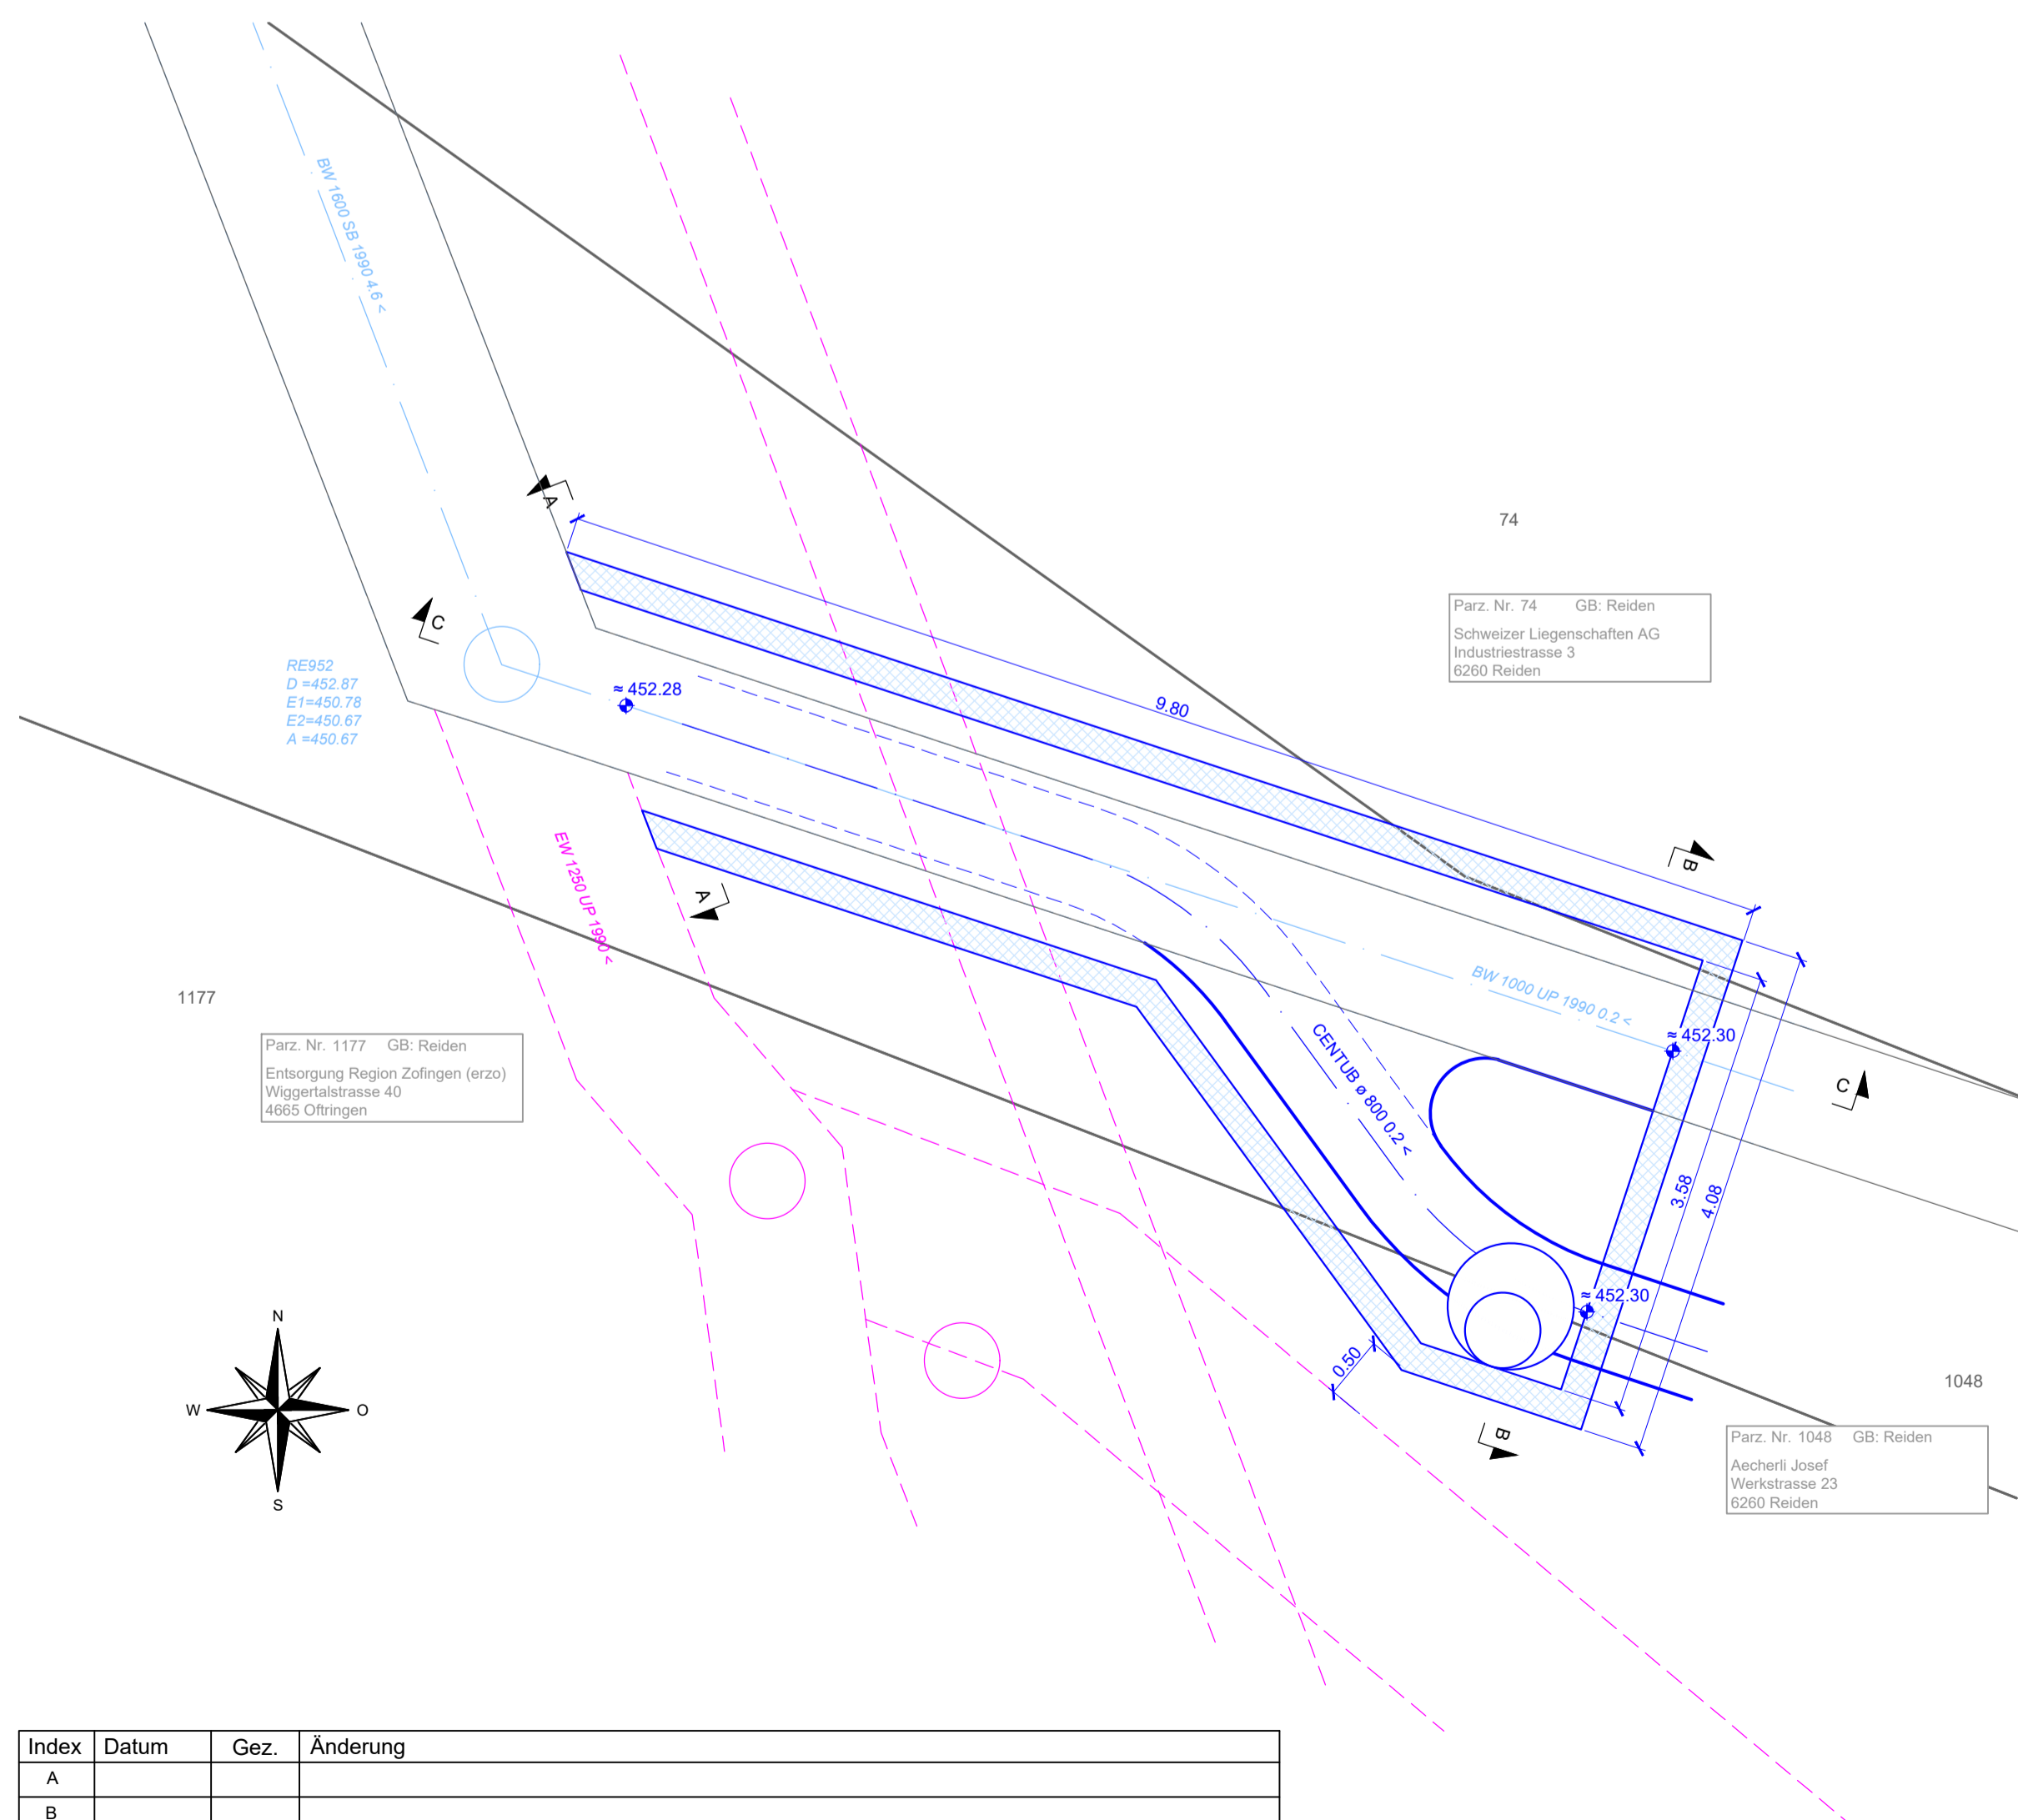 BW 1600 SB 1990 4.6 <
A
74
C
Parz. Nr. 74 GB: Reiden
Schweizer Liegenschaften AG
Industriestrasse 3
6260 Reiden
RE952
D =452.87
E1=450.78
E2=450.67
A =450.67
≈ 452.28
9.80
B
EW 1250 UP 1990 <
A
BW 1000 UP 1990 0.2 <
1177
≈ 452.30
CENTUB ø 800 0.2 <
C
Parz. Nr. 1177 GB: Reiden
Entsorgung Region Zofingen (erzo)
Wiggertalstrasse 40
4665 Oftringen
3.58
4.08
≈ 452.30
N
W
O
S
0.50
1048
B
Parz. Nr. 1048 GB: Reiden
Aecherli Josef
Werkstrasse 23
6260 Reiden
Index Datum Gez. Änderung
A
B